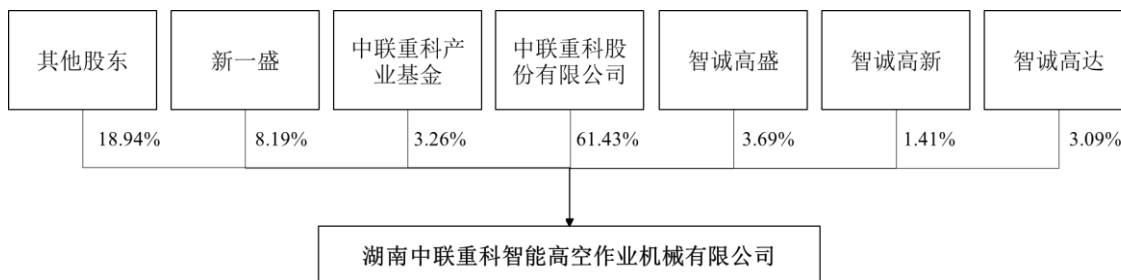 其他股东
新一盛
中联重科产
业基金
中联重科股
份有限公司
智诚高盛
智诚高新
智诚高达
18.94%
8.19%
3.26%
61.43%
3.69%
1.41%
3.09%
湖南中联重科智能高空作业机械有限公司